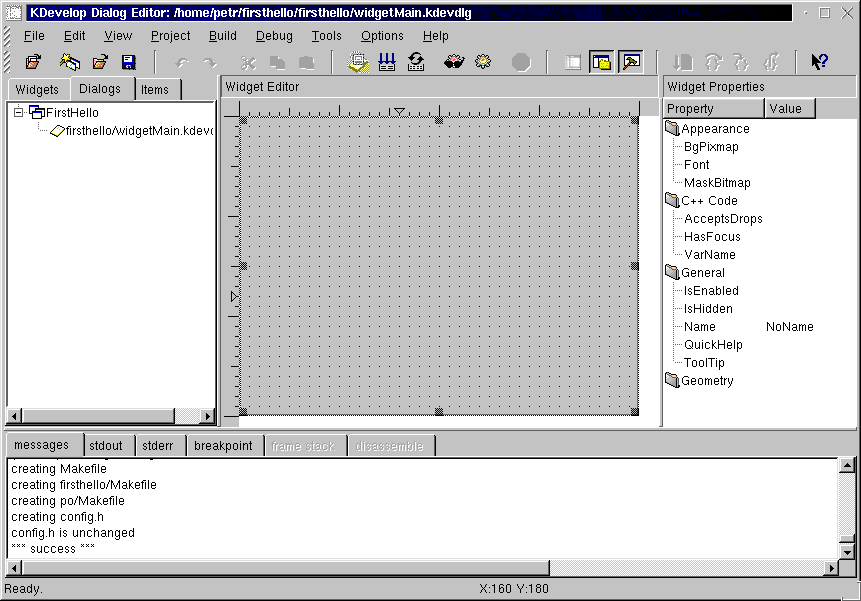 KDevelop Dialog Editor: /home/petr/firsthello/firsthello/widgetMain.kdevdlg
File Edit View Project Build Debug Tools Options Help
Widgets Dialogs Items
FirstHello
firsthello/widgetMain.kdevc
Widget Editor
Widget Properties
Property Value
Appearance
BgPixmap
Font
MaskBitmap
C++ Code
AcceptsDrops
HasFocus
VarName
General
IsEnabled
IsHidden
Name NoName
QuickHelp
ToolTip
Geometry
messages stdout stderr breakpoint frame stack disassemble
creating Makefile
creating firsthello/Makefile
creating po/Makefile
creating config.h
config.h is unchanged
*** success ***
Ready. X:160 Y:180